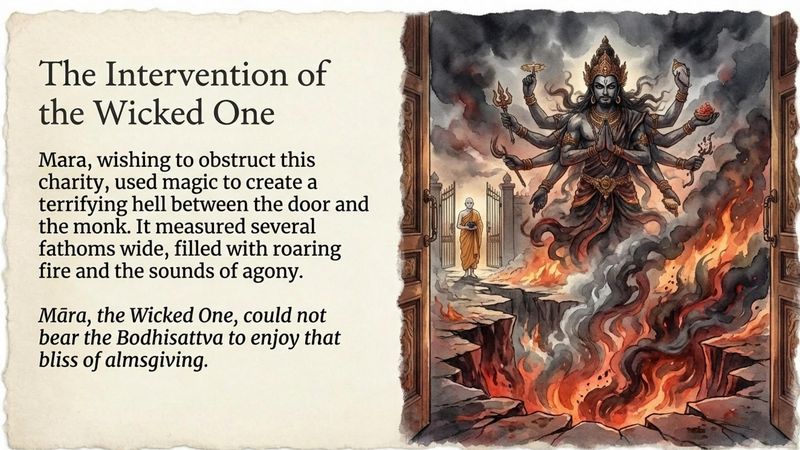 The Intervention of
the Wicked One
Mara, wishing to obstruct this
charity, used magic to create a
terrifying hell between the door and
the monk. It measured several
fathoms wide, filled with roaring
fire and the sounds of agony.
Māra, the Wicked One, could not
bear the Bodhisattva to enjoy that
bliss of almsgiving.